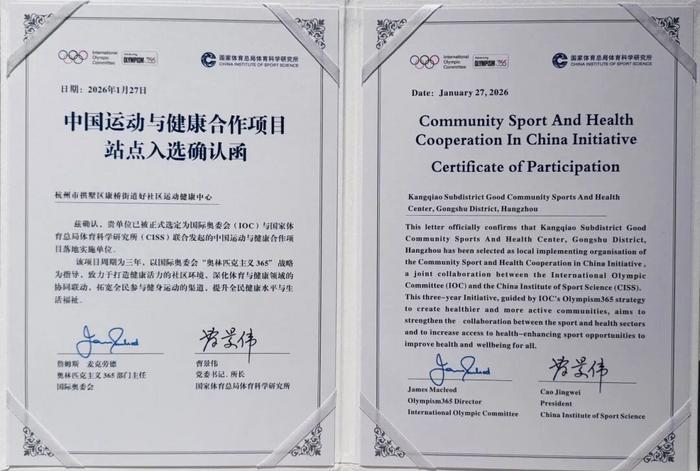 International
Olympic
Committee
OLYMPISM 365
国家体育总局体育科学研究所
CHINA INSTITUTE OF SPORT SCIENCE
日期：2026年1月27日
中国运动与健康合作项目
站点入选确认函
杭州市拱墅区康桥街道好社区运动健康中心
兹确认，贵单位已被正式选定为国际奥委会（IOC）与国家体
育总局体育科学研究所（CISS）联合发起的中国运动与健康合作项
目落地实施单位。
该项目周期为三年，以国际奥委会“奥林匹克主义365”战略
为指导，致力于打造健康活力的社区环境，深化体育与健康领域的
协同联动，拓宽全民参与健身运动的渠道，提升全民健康水平与生
活福祉。
曹景伟
詹姆斯 麦克劳德
奥林匹克主义365部门主任
国际奥委会
曹景伟
党委书记、所长
国家体育总局体育科学研究所
International
Olympic
Committee
OLYMPISM 365
国家体育总局体育科学研究所
CHINA INSTITUTE OF SPORT SCIENCE
Date: January 27, 2026
Community Sport And Health
Cooperation In China Initiative
Certificate of Participation
Kangqiao Subdistrict Good Community Sports And Health
Center, Gongshu District, Hangzhou
This letter officially confirms that Kangqiao Subdistrict Good
Community Sports And Health Center, Gongshu District,
Hangzhou has been selected as local implementing organisation of
the Community Sport and Health Cooperation in China Initiative,
a joint collaboration between the International Olympic
Committee (IOC) and the China Institute of Sport Science (CISS).
This three-year Initiative, guided by IOC's Olympism365 strategy
to create healthier and more active communities, aims to
strengthen the collaboration between the sport and health sectors
and to increase access to health-enhancing sport opportunities to
improve health and wellbeing for all.
曹景伟
James Macleod
Olympism365 Director
International Olympic Committee
Cao Jingwei
President
China Institute of Sport Science